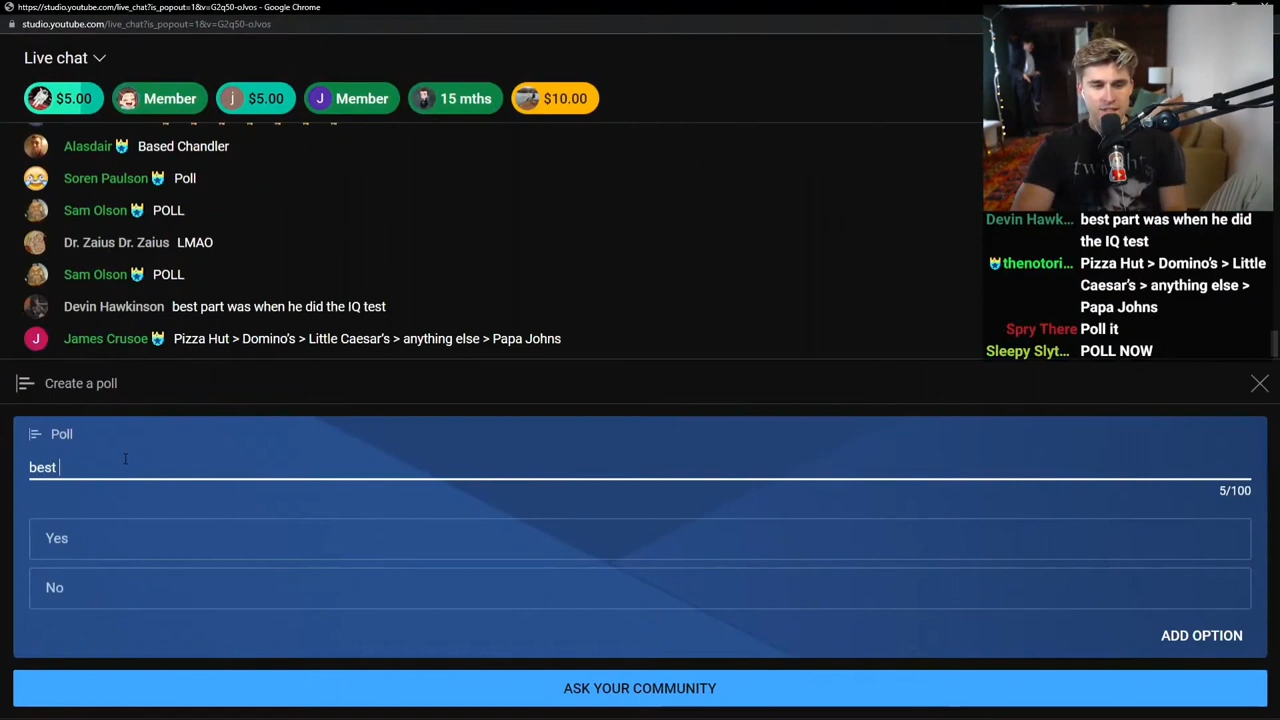 https://studio.youtube.com/live_chat?is_popout=1&v=G2q50-oJvos - Google Chrome
studio.youtube.com/live_chat?is_popout=1&v=G2q50-oJvos
Live chat
$5.00
Member
j $5.00
J Member
15 mths
$10.00
Alasdair Based Chandler
Soren Paulson Poll
Sam Olson POLL
Dr. Zaius Dr. Zaius LMAO
Sam Olson POLL
Devin Hawkinson best part was when he did the IQ test
J James Crusoe Pizza Hut > Domino's > Little Caesar's > anything else > Papa Johns
Devin Hawk... best part was when he did
the IQ test
thenotori... Pizza Hut > Domino's > Little
Caesar's > anything else >
Papa Johns
Spry There Poll it
Sleepy Slyt... POLL NOW
Create a poll
Poll
best
5/100
Yes
No
ADD OPTION
ASK YOUR COMMUNITY